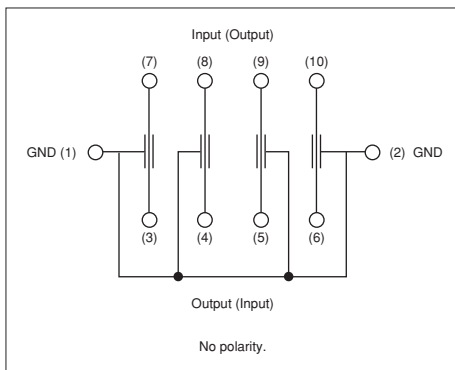 Input (Output)
(7) (8) (9) (10)
GND (1) (2) GND
(3) (4) (5) (6)
Output (Input)
No polarity.